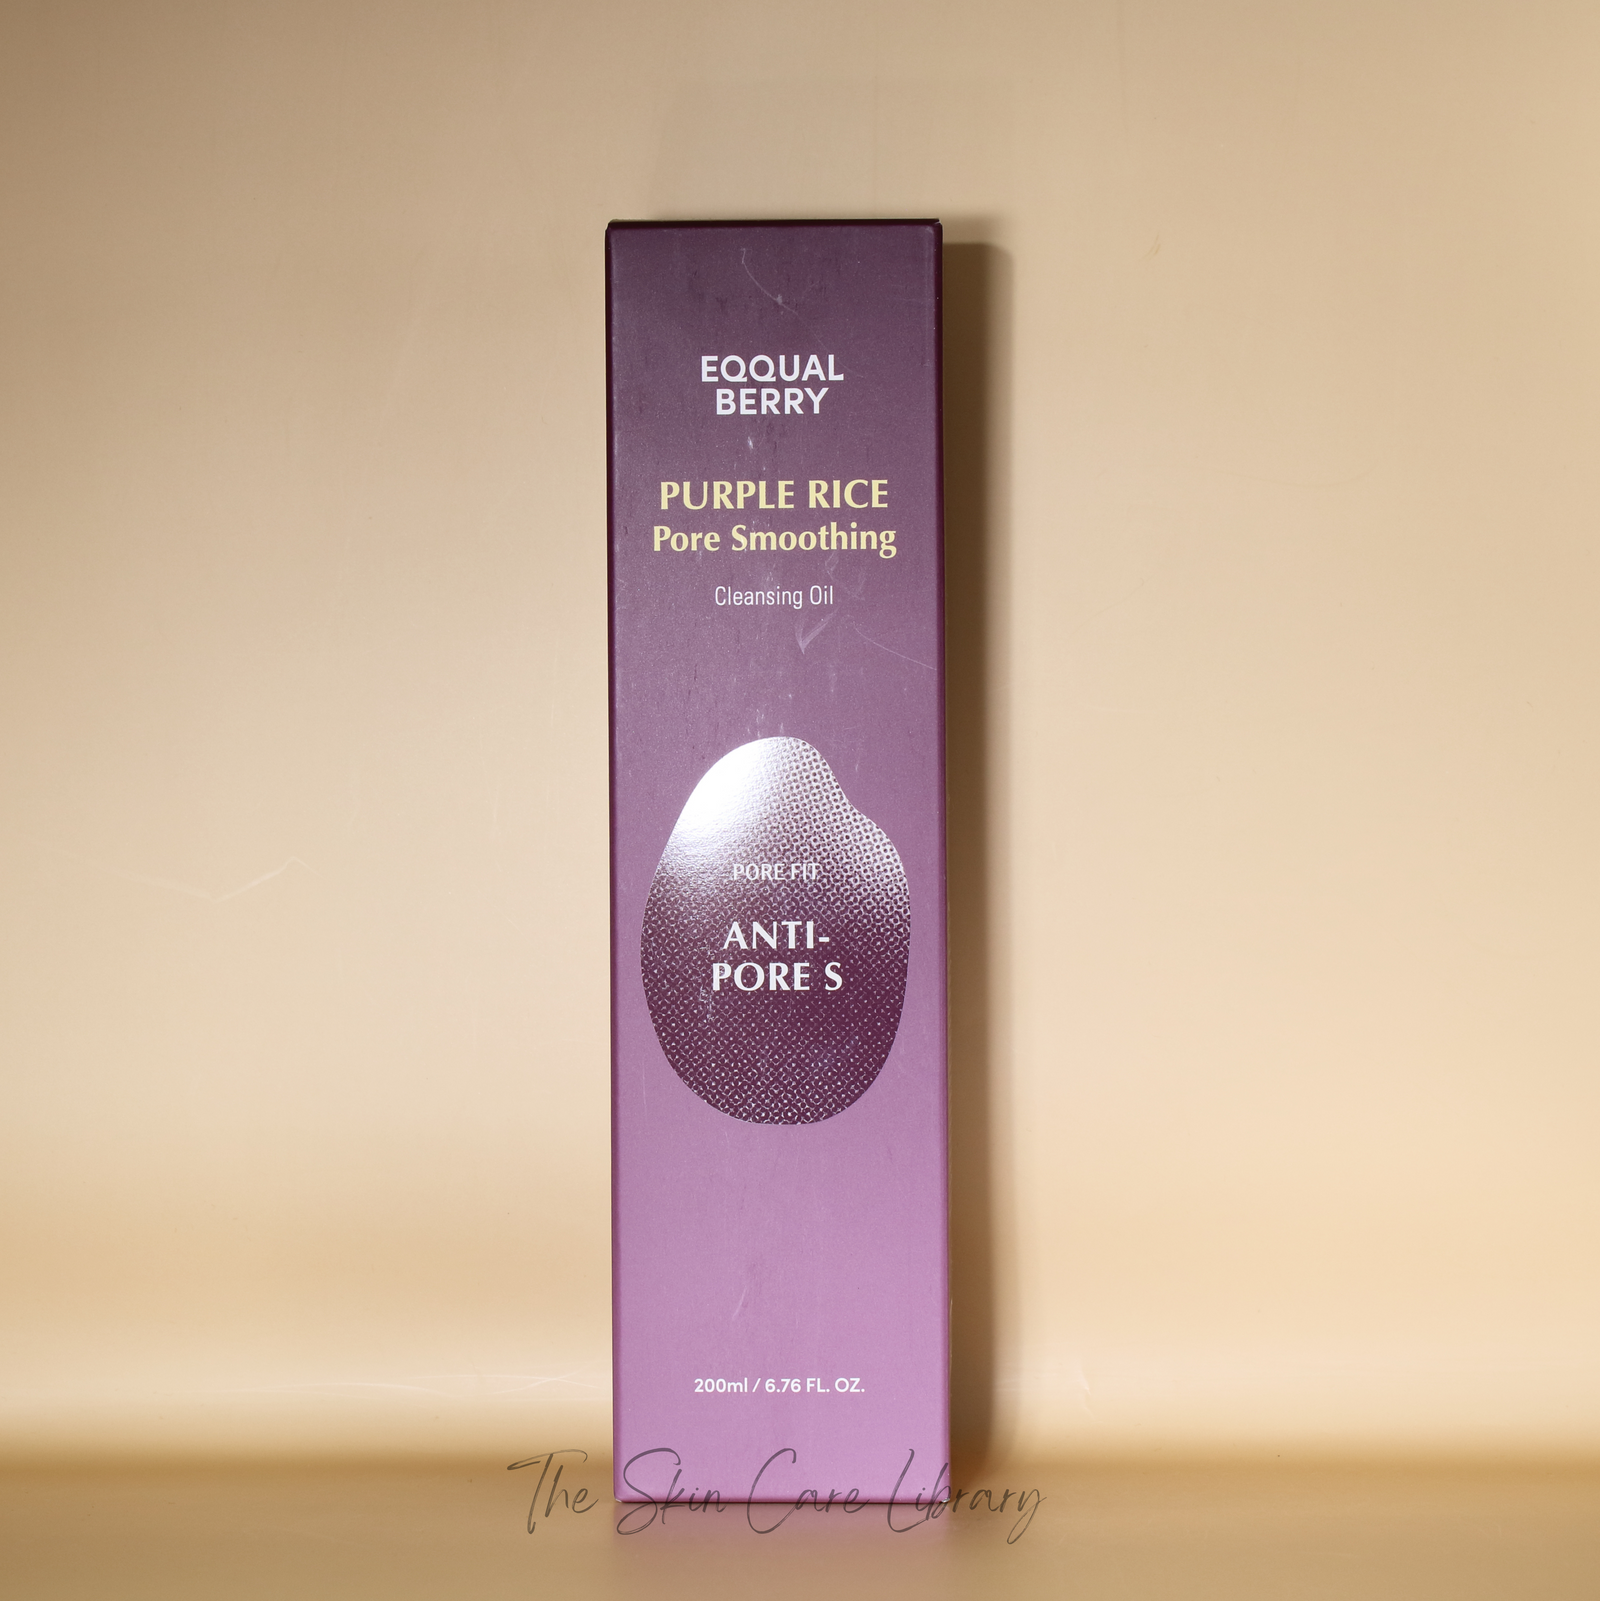 EQQUAL
BERRY
PURPLE RICE
Pore Smoothing
Cleansing Oil
PORE FIT
ANTI-
PORE S
200ml / 6.76 FL. OZ.
The Skin Care Library